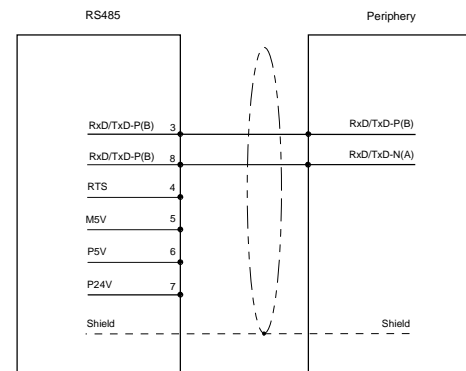 RS485 Periphery
RxD/TxD-P(B) 3 RxD/TxD-P(B)
RxD/TxD-P(B) 8 RxD/TxD-N(A)
RTS 4
M5V 5
P5V 6
P24V 7
Shield Shield